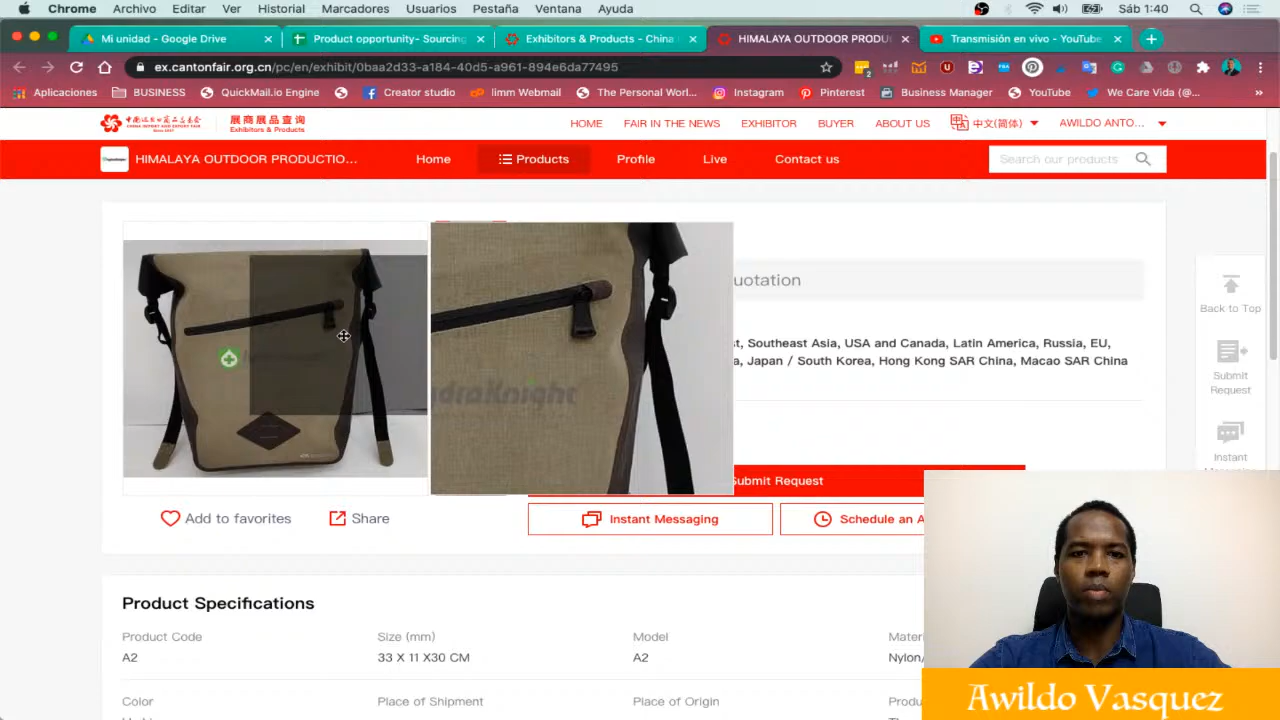 Chrome Archivo Editar Ver Historial Marcadores Usuarios Pestaña Ventana Ayuda Sáb 1:40
Mi unidad - Google Drive Product opportunity- Sourcing Exhibitors & Products - China HIMALAYA OUTDOOR PRODU Transmisión en vivo - YouTube
ex.cantonfair.org.cn/pc/en/exhibit/0baa2d33-a184-40d5-a961-894e6da77495
Aplicaciones BUSINESS QuickMail.io Engine Creator studio limm Webmail The Personal Wor... Instagram Pinterest Business Manager YouTube We Care Vida (@... »
展商展品查询
Exhibitors & Products
HOME FAIR IN THE NEWS EXHIBITOR BUYER ABOUT US 中文(简体) AWILDO ANTO...
HIMALAYA OUTDOOR PRODUCTIO... Home Products Profile Live Contact us Search our products
uotation
Back to Top
t, Southeast Asia, USA and Canada, Latin America, Russia, EU,
a, Japan / South Korea, Hong Kong SAR China, Macao SAR China
Submit
Request
draKnight
Instant
Submit Request
Add to favorites Share Instant Messaging Schedule an A
Product Specifications
Product Code Size (mm) Model Mater
A2 33 X 11 X30 CM A2 Nylon/
Color Place of Shipment Place of Origin Produ
Awildo Vasquez